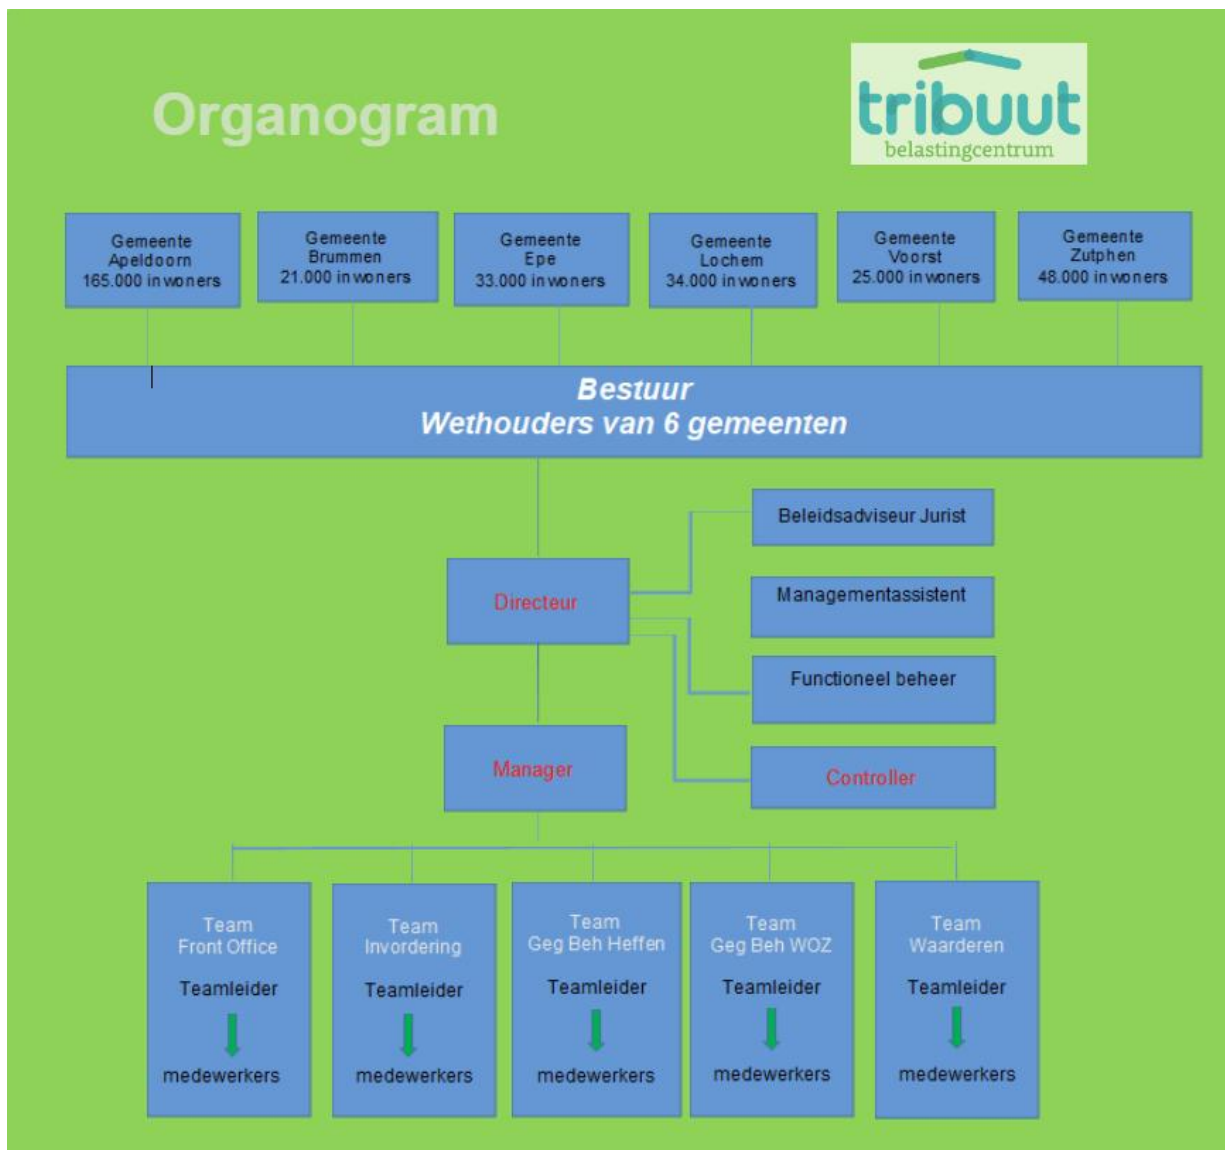 Organogram
tribuut
belastingcentrum
Gemeente
Apeldoorn
165.000 inwoners
Gemeente
Brummen
21.000 inwoners
Gemeente
Epe
33.000 inwoners
Gemeente
Lochem
34.000 inwoners
Gemeente
Voorst
25.000 inwoners
Gemeente
Zutphen
48.000 inwoners
Bestuur
Wethouders van 6 gemeenten
Beleidsadviseur Jurist
Directeur
Managementassistent
Functioneel beheer
Manager
Controller
Team
Front Office
Teamleider
medewerkers
Team
Invordering
Teamleider
medewerkers
Team
Geg Beh Heffen
Teamleider
medewerkers
Team
Geg Beh WOZ
Teamleider
medewerkers
Team
Waarderen
Teamleider
medewerkers